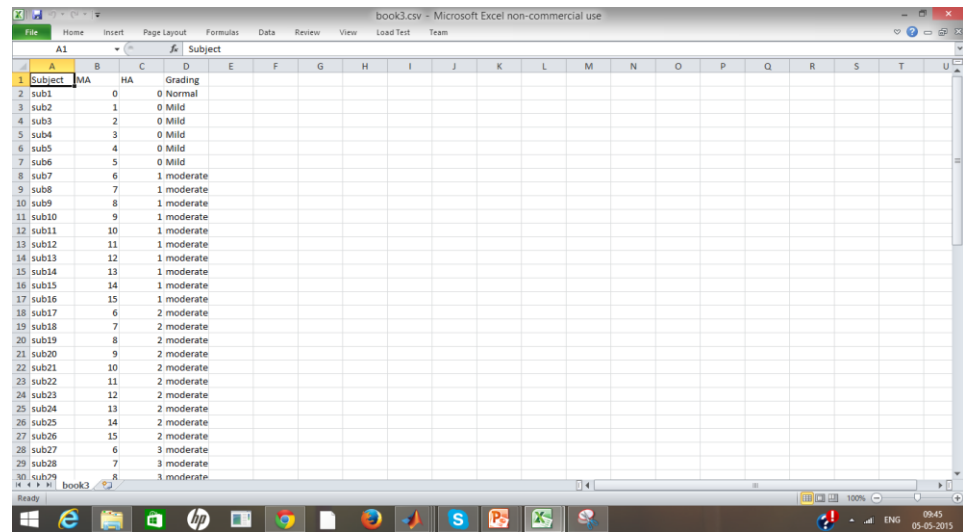 book3.csv - Microsoft Excel non-commercial use
File Home Insert Page Layout Formulas Data Review View Load Test Team
A1 fx Subject
A B C D E F G H I J K L M N O P Q R S T U
1 Subject MA HA Grading
2 sub1 0 0 Normal
3 sub2 1 0 Mild
4 sub3 2 0 Mild
5 sub4 3 0 Mild
6 sub5 4 0 Mild
7 sub6 5 0 Mild
8 sub7 6 1 moderate
9 sub8 7 1 moderate
10 sub9 8 1 moderate
11 sub10 9 1 moderate
12 sub11 10 1 moderate
13 sub12 11 1 moderate
14 sub13 12 1 moderate
15 sub14 13 1 moderate
16 sub15 14 1 moderate
17 sub16 15 1 moderate
18 sub17 6 2 moderate
19 sub18 7 2 moderate
20 sub19 8 2 moderate
21 sub20 9 2 moderate
22 sub21 10 2 moderate
23 sub22 11 2 moderate
24 sub23 12 2 moderate
25 sub24 13 2 moderate
26 sub25 14 2 moderate
27 sub26 15 2 moderate
28 sub27 6 3 moderate
29 sub28 7 3 moderate
30 sub29 8 3 moderate
book3
Ready 100%
hp S ENG 09:45
05-05-2015